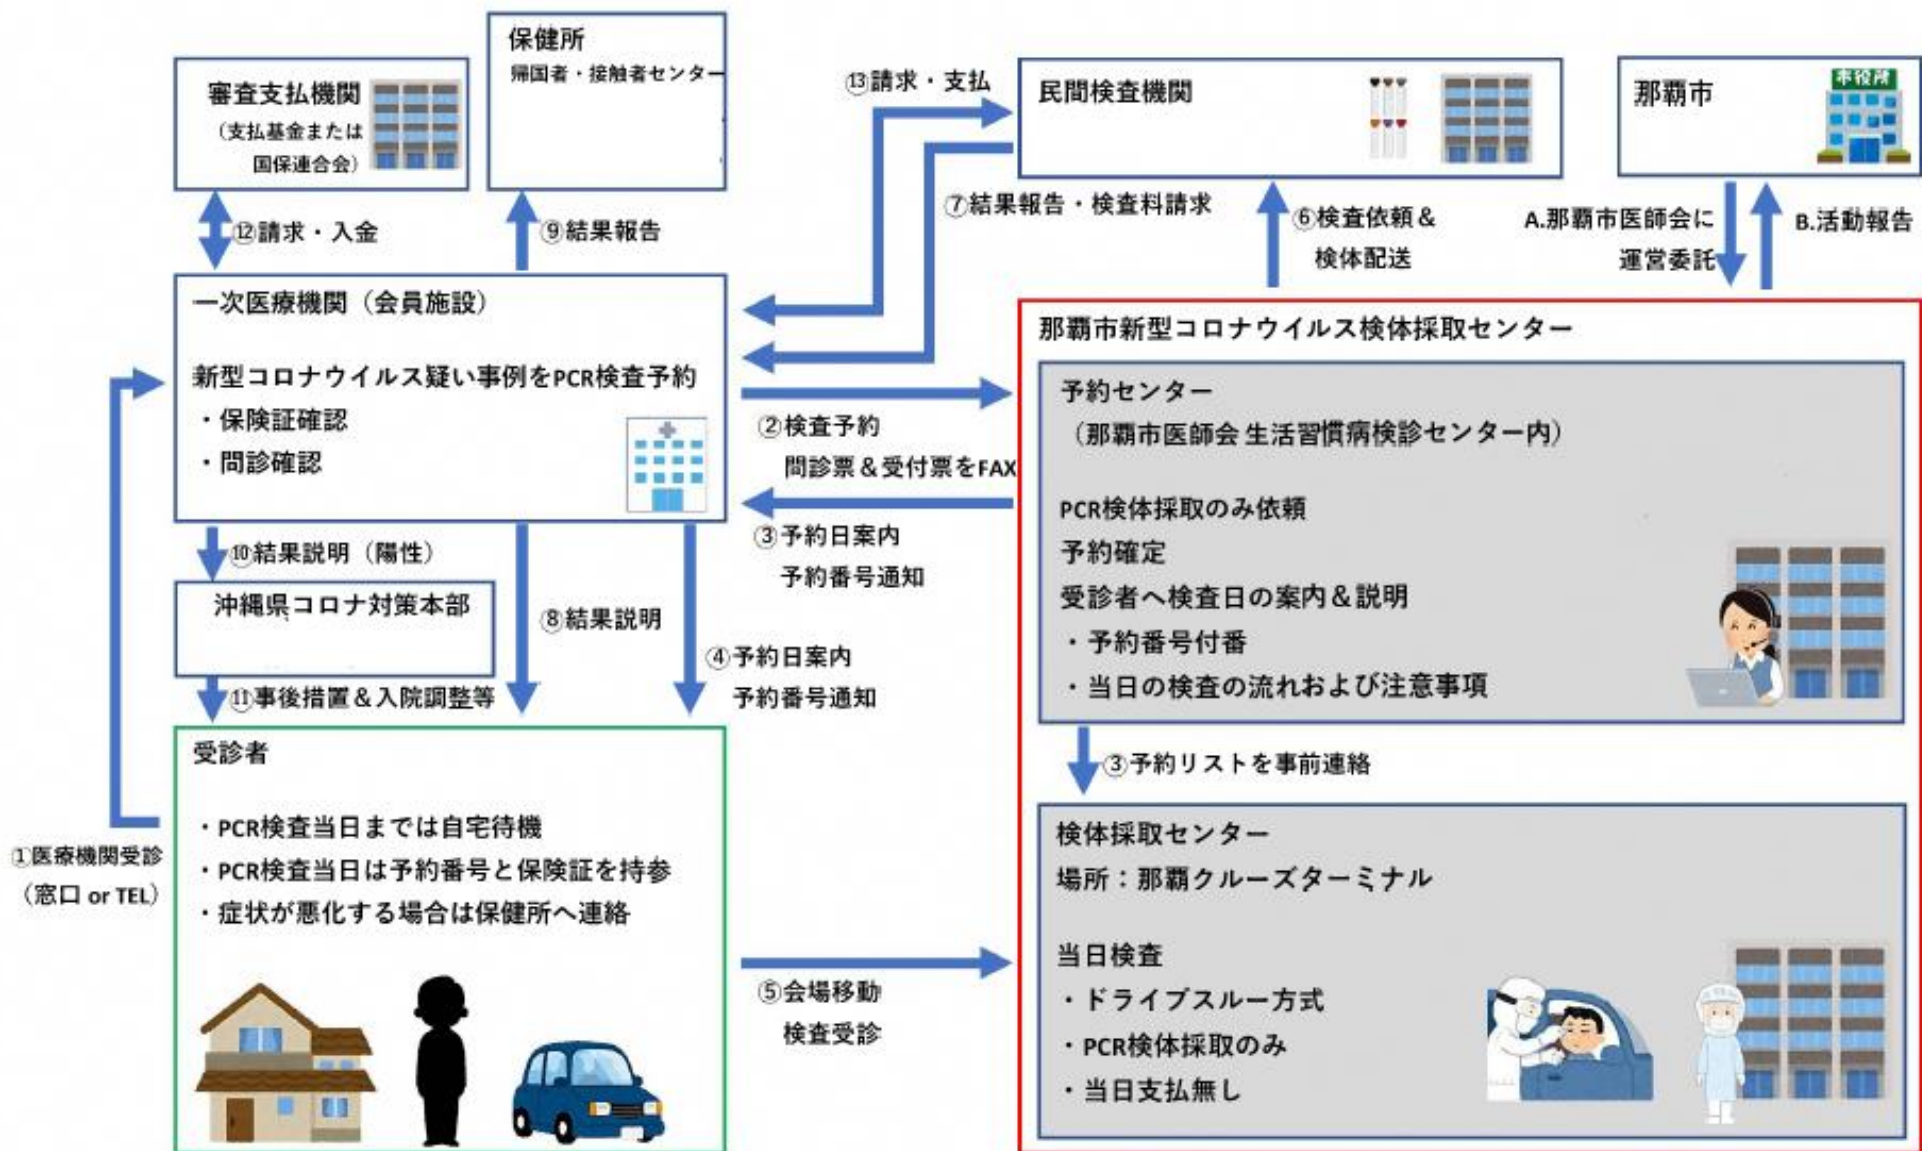 保健所
帰国者・接触者センター
審査支払機関
（支払基金または
国保連合会）
⑬請求・支払
民間検査機関
那覇市
市役所
⑫請求・入金
⑨結果報告
⑦結果報告・検査料請求
⑥検査依頼＆
検体配送
A.那覇市医師会に
運営委託
B.活動報告
一次医療機関（会員施設）
新型コロナウイルス疑い事例をPCR検査予約
・保険証確認
・問診確認
②検査予約
問診票＆受付票をFAX
③予約日案内
予約番号通知
那覇市新型コロナウイルス検体採取センター
予約センター
（那覇市医師会 生活習慣病検診センター内）
PCR検体採取のみ依頼
予約確定
受診者へ検査日の案内＆説明
・予約番号付番
・当日の検査の流れおよび注意事項
⑩結果説明（陽性）
沖縄県コロナ対策本部
⑧結果説明
④予約日案内
予約番号通知
⑪事後措置＆入院調整等
③予約リストを事前連絡
受診者
・PCR検査当日までは自宅待機
・PCR検査当日は予約番号と保険証を持参
・症状が悪化する場合は保健所へ連絡
①医療機関受診
（窓口 or TEL）
⑤会場移動
検査受診
検体採取センター
場所：那覇クルーズターミナル
当日検査
・ドライブスルー方式
・PCR検体採取のみ
・当日支払無し